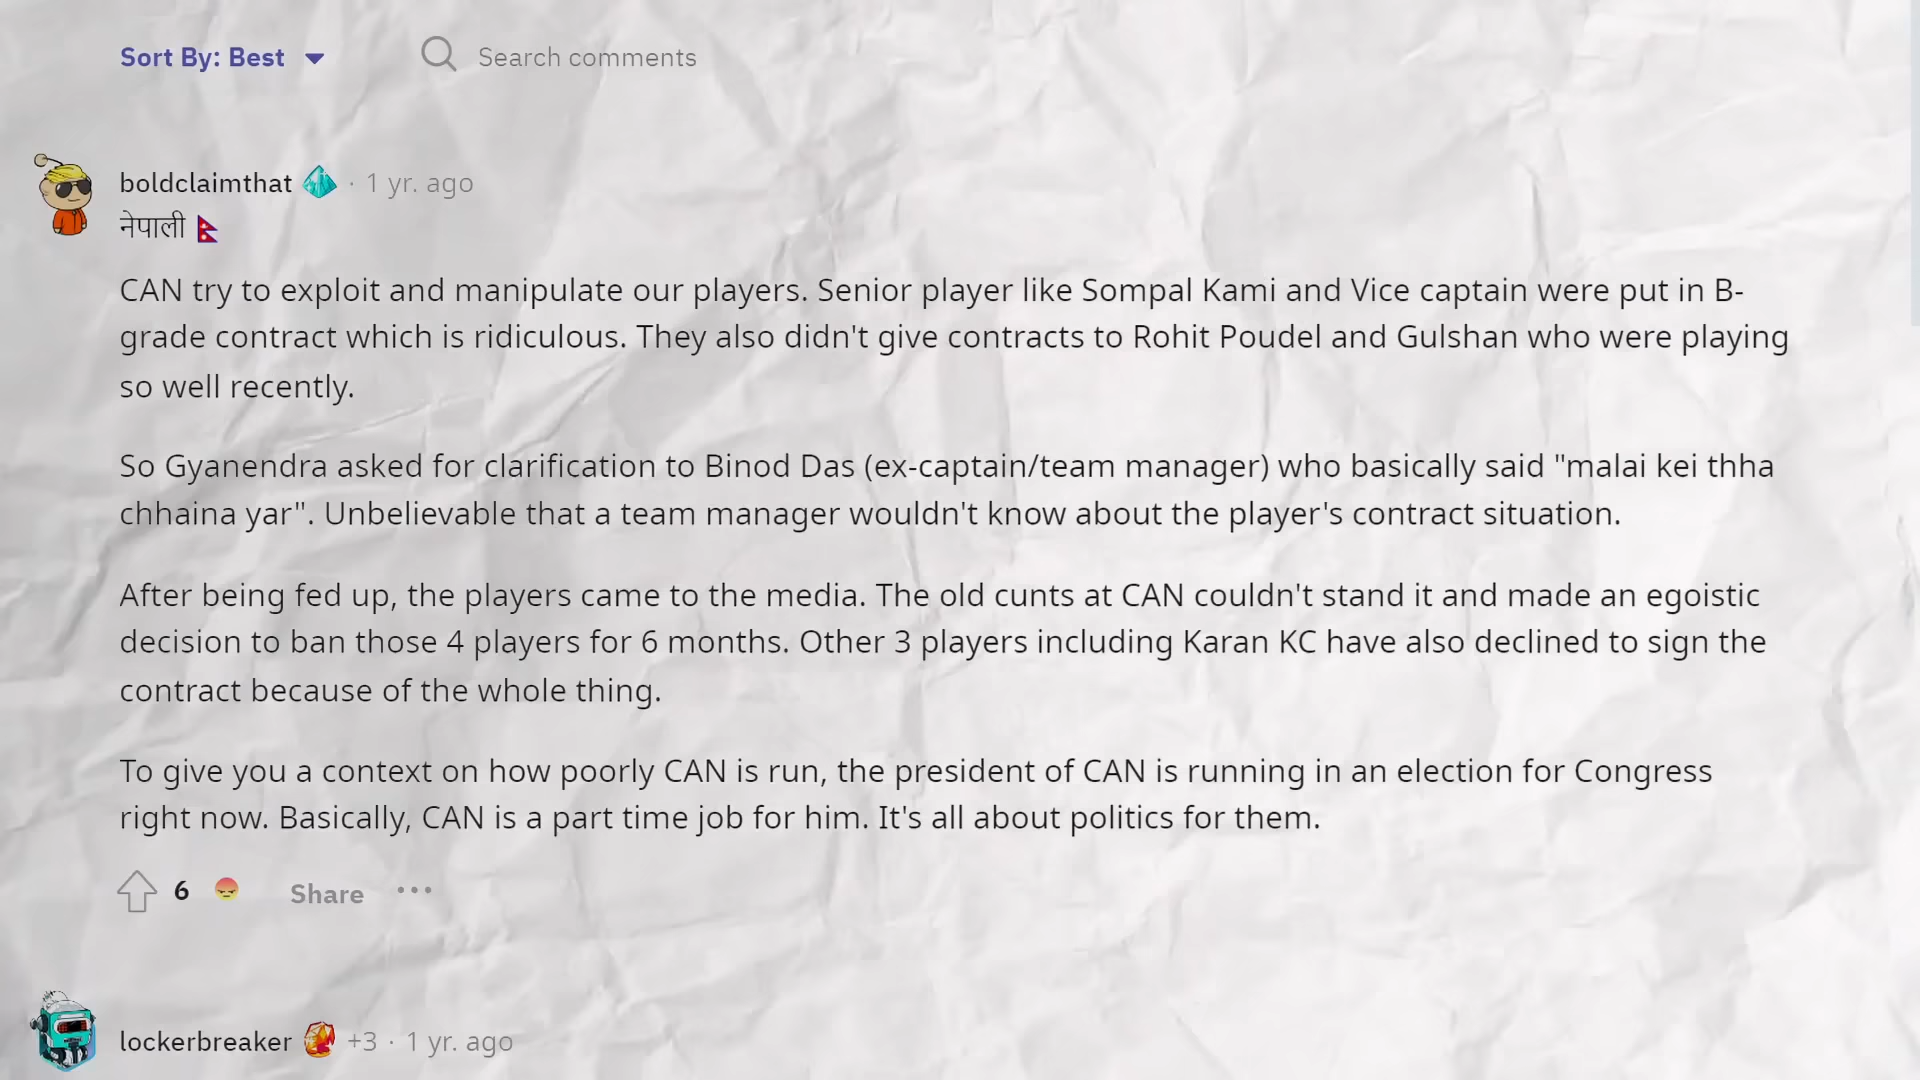 Sort By: Best
Search comments
boldclaimthat · 1 yr. ago
नेपाली
CAN try to exploit and manipulate our players. Senior player like Sompal Kami and Vice captain were put in B-
grade contract which is ridiculous. They also didn't give contracts to Rohit Poudel and Gulshan who were playing
so well recently.
So Gyanendra asked for clarification to Binod Das (ex-captain/team manager) who basically said "malai kei thha
chhaina yar". Unbelievable that a team manager wouldn't know about the player's contract situation.
After being fed up, the players came to the media. The old cunts at CAN couldn't stand it and made an egoistic
decision to ban those 4 players for 6 months. Other 3 players including Karan KC have also declined to sign the
contract because of the whole thing.
To give you a context on how poorly CAN is run, the president of CAN is running in an election for Congress
right now. Basically, CAN is a part time job for him. It's all about politics for them.
6 Share
lockerbreaker +3 · 1 yr. ago